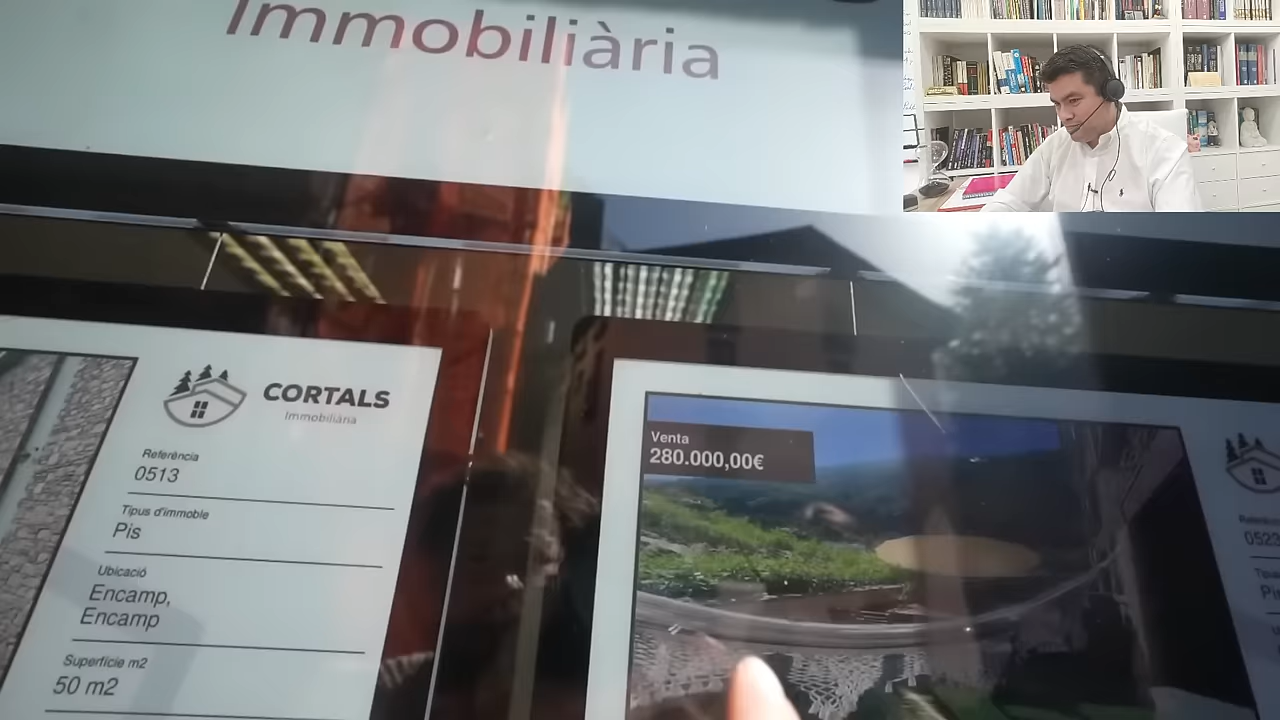 Immobiliària
CORTALS
Immobiliària
Referència
0513
Tipus d'immoble
Pis
Ubicació
Encamp,
Encamp
Superfície m2
50 m2
Venta
280.000,00€